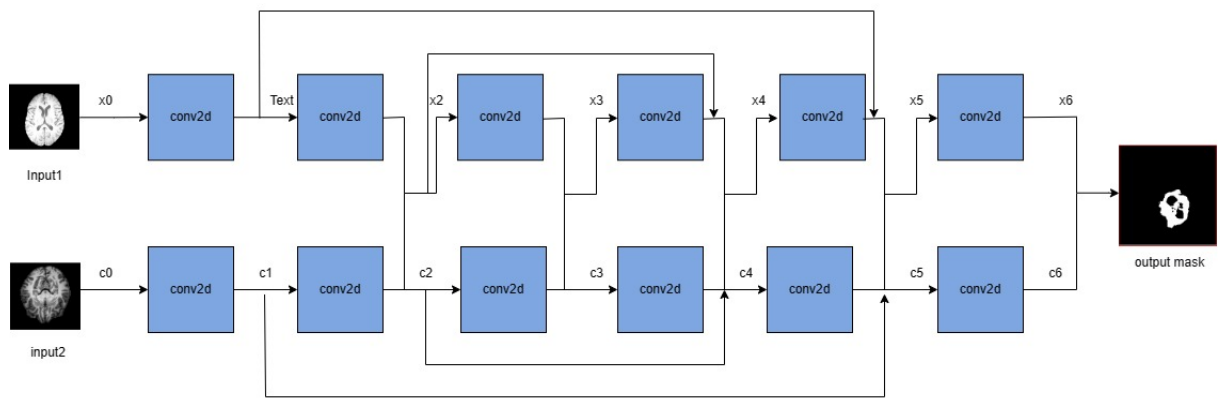 x0
conv2d
Text
conv2d
x2
conv2d
x3
conv2d
x4
conv2d
x5
conv2d
x6
Input1
c0
conv2d
c1
conv2d
c2
conv2d
c3
conv2d
c4
conv2d
c5
conv2d
c6
input2
output mask